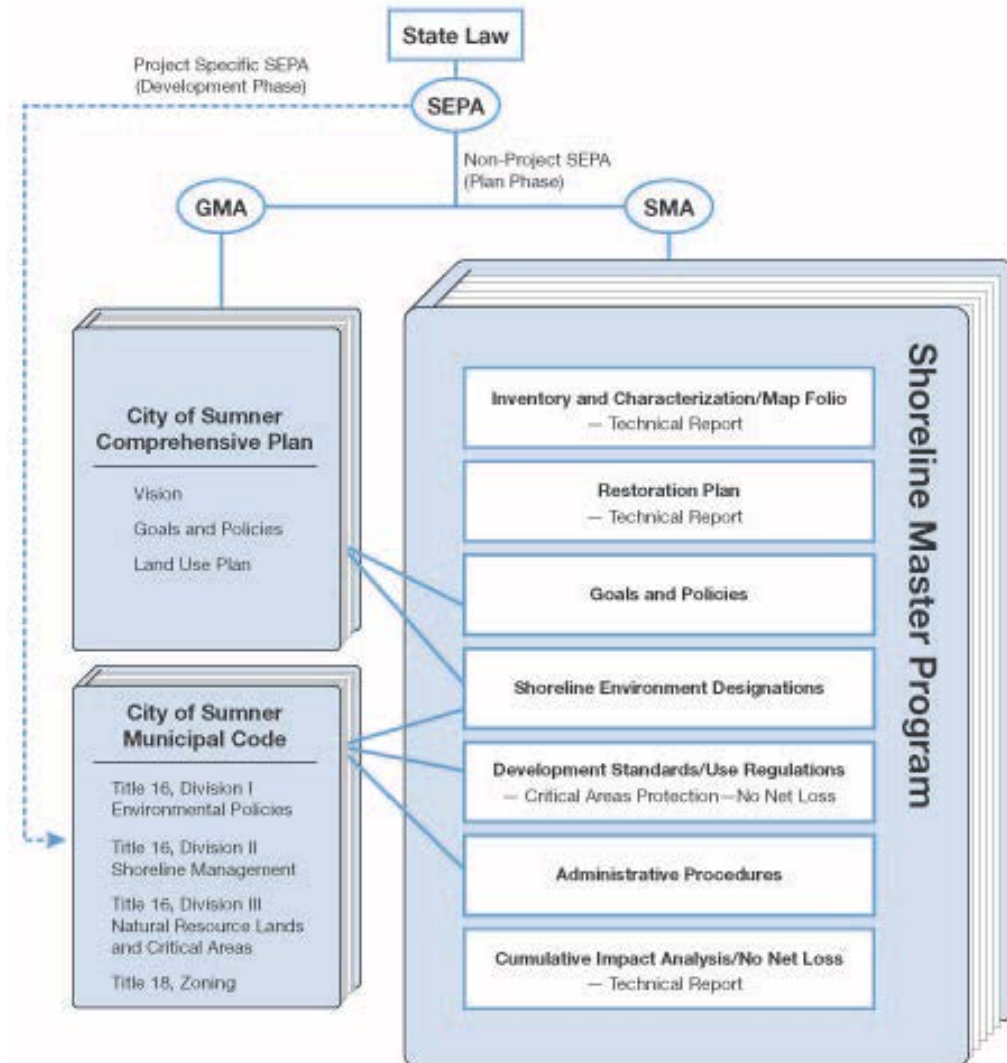 State Law
Project Specific SEPA
(Development Phase)
SEPA
Non-Project SEPA
(Plan Phase)
GMA
SMA
City of Sumner
Comprehensive Plan
Vision
Goals and Policies
Land Use Plan
City of Sumner
Municipal Code
Title 16, Division I
Environmental Policies
Title 16, Division II
Shoreline Management
Title 16, Division III
Natural Resource Lands
and Critical Areas
Title 18, Zoning
Shoreline Master Program
Inventory and Characterization/Map Folio
— Technical Report
Restoration Plan
— Technical Report
Goals and Policies
Shoreline Environment Designations
Development Standards/Use Regulations
— Critical Areas Protection—No Net Loss
Administrative Procedures
Cumulative Impact Analysis/No Net Loss
— Technical Report